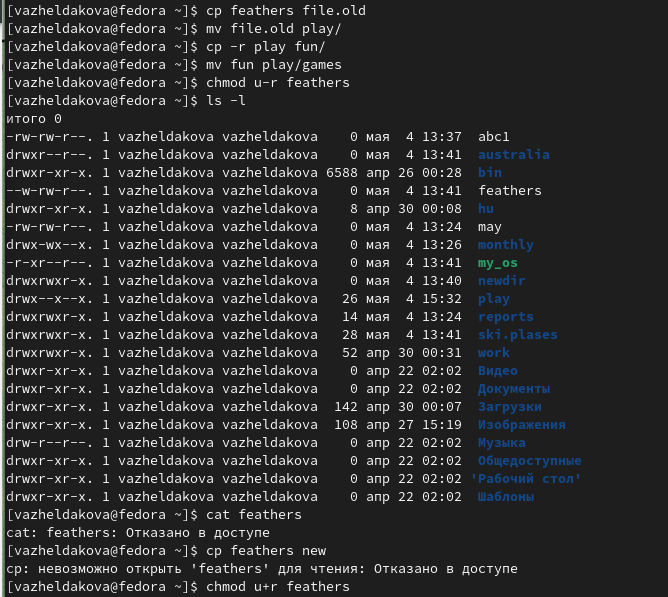 [vazheldakova@fedora ~]$ cp feathers file.old
[vazheldakova@fedora ~]$ mv file.old play/
[vazheldakova@fedora ~]$ cp -r play fun/
[vazheldakova@fedora ~]$ mv fun play/games
[vazheldakova@fedora ~]$ chmod u-r feathers
[vazheldakova@fedora ~]$ ls -l
итого 0
-rw-rw-r--. 1 vazheldakova vazheldakova    0 мая  4 13:37 abc1
drwxr--r--. 1 vazheldakova vazheldakova    0 мая  4 13:41 australia
drwxr-xr-x. 1 vazheldakova vazheldakova 6588 апр 26 00:28 bin
--w-rw-r--. 1 vazheldakova vazheldakova    0 мая  4 13:41 feathers
drwxr-xr-x. 1 vazheldakova vazheldakova    8 апр 30 00:08 hu
-rw-rw-r--. 1 vazheldakova vazheldakova    0 мая  4 13:24 may
drwx-wx--x. 1 vazheldakova vazheldakova    0 мая  4 13:26 monthly
-r-xr--r--. 1 vazheldakova vazheldakova    0 мая  4 13:41 my_os
drwxrwxr-x. 1 vazheldakova vazheldakova    0 мая  4 13:40 newdir
drwx--x--x. 1 vazheldakova vazheldakova   26 мая  4 15:32 play
drwxrwxr-x. 1 vazheldakova vazheldakova   14 мая  4 13:24 reports
drwxrwxr-x. 1 vazheldakova vazheldakova   28 мая  4 13:41 ski.plases
drwxrwxr-x. 1 vazheldakova vazheldakova   52 апр 30 00:31 work
drwxr-xr-x. 1 vazheldakova vazheldakova    0 апр 22 02:02 Видео
drwxr-xr-x. 1 vazheldakova vazheldakova    0 апр 22 02:02 Документы
drwxr-xr-x. 1 vazheldakova vazheldakova  142 апр 30 00:07 Загрузки
drwxr-xr-x. 1 vazheldakova vazheldakova  108 апр 27 15:19 Изображения
drw-r--r--. 1 vazheldakova vazheldakova    0 апр 22 02:02 Музыка
drwxr-xr-x. 1 vazheldakova vazheldakova    0 апр 22 02:02 Общедоступные
drwxr-xr-x. 1 vazheldakova vazheldakova    0 апр 22 02:02 'Рабочий стол'
drwxr-xr-x. 1 vazheldakova vazheldakova    0 апр 22 02:02 Шаблоны
[vazheldakova@fedora ~]$ cat feathers
cat: feathers: Отказано в доступе
[vazheldakova@fedora ~]$ cp feathers new
cp: невозможно открыть 'feathers' для чтения: Отказано в доступе
[vazheldakova@fedora ~]$ chmod u+r feathers